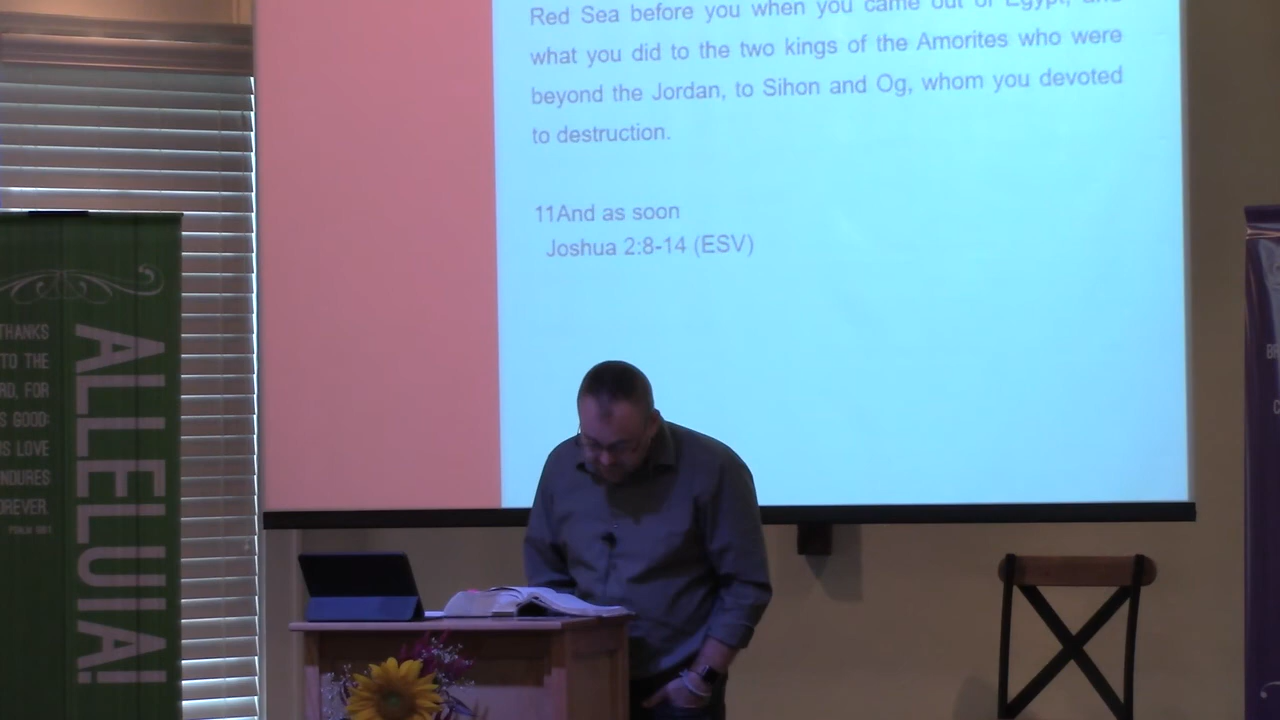 Red Sea before you when you came out of Egypt, and
what you did to the two kings of the Amorites who were
beyond the Jordan, to Sihon and Og, whom you devoted
to destruction.
11And as soon
Joshua 2:8-14 (ESV)
THANKS
TO THE
RD, FOR
S GOOD:
IS LOVE
NDURES
OREVER.
PSALM
ALLELUIA!